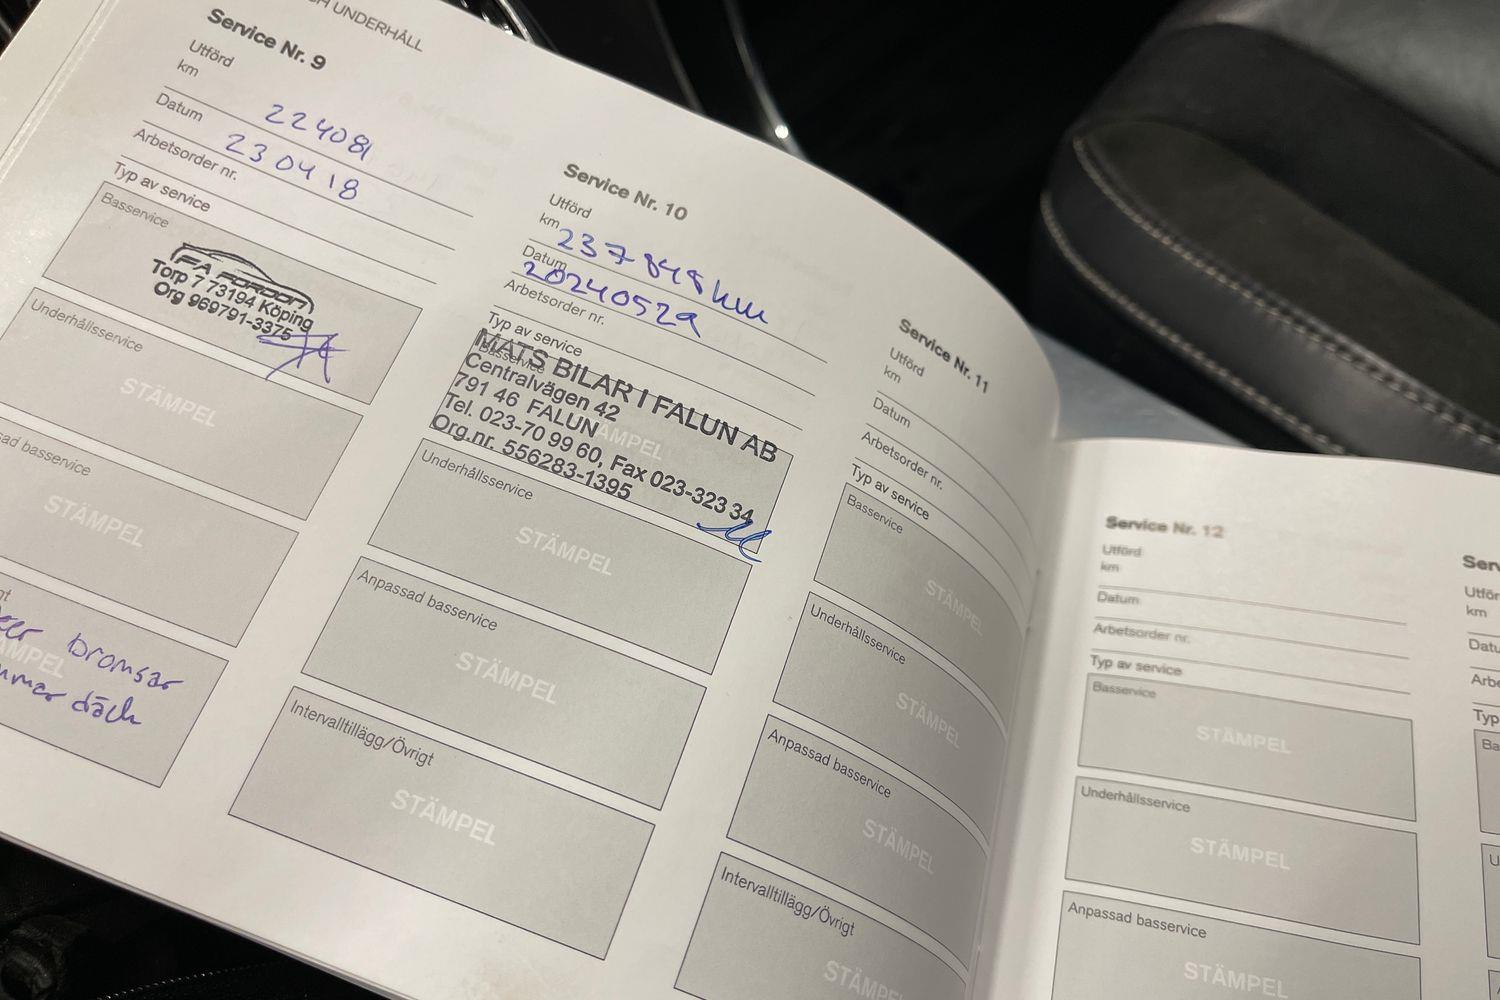 UNDERHÅLL
Service Nr. 9
Utförd
km
224081
Datum
230418
Arbetsorder nr.
Typ av service
Basservice
FA FORDON
Torp 7 73194 Köping
Org 969791-3375
Underhållsservice
STÄMPEL
basservice
STÄMPEL
bromsar
däck
Service Nr. 10
Utförd
km
237848 km
Datum
20240529
Arbetsorder nr.
Typ av service
Basservice
MATS BILAR I FALUN AB
Centralvägen 42
791 46 FALUN
Tel. 023-70 99 60, Fax 023-323 34
Org.nr. 556283-1395
Underhållsservice
STÄMPEL
Anpassad basservice
STÄMPEL
Intervalltillägg/Övrigt
STÄMPEL
Service Nr. 11
Utförd
km
Datum
Arbetsorder nr.
Typ av service
Basservice
STÄMPEL
Underhållsservice
STÄMPEL
Anpassad basservice
STÄMPEL
Intervalltillägg/Övrigt
STÄMPEL
Service Nr. 12
Utförd
km
Datum
Arbetsorder nr.
Typ av service
Basservice
STÄMPEL
Underhållsservice
STÄMPEL
Anpassad basservice
STÄMPEL
km